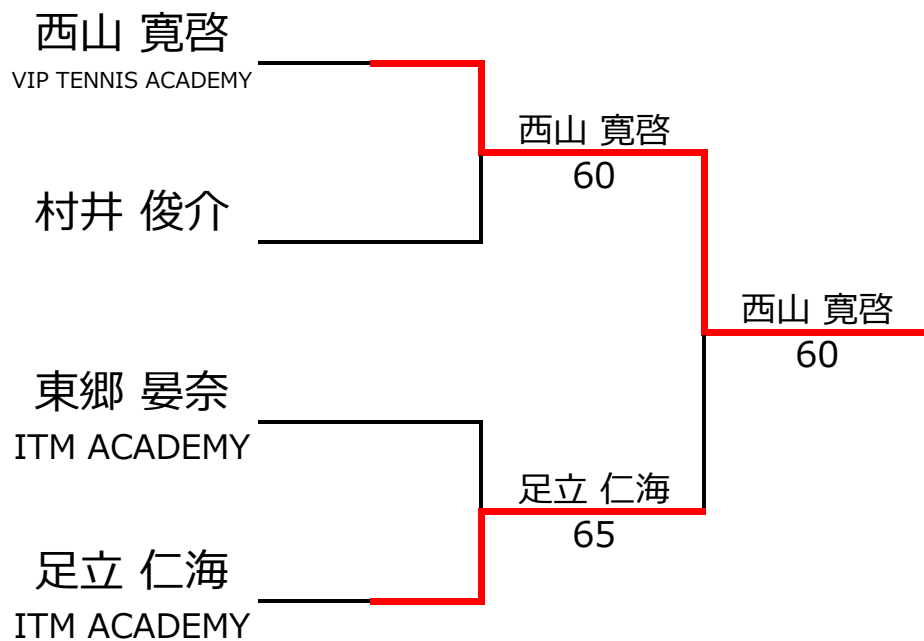 西山 寛啓
VIP TENNIS ACADEMY
村井 俊介
東郷 晏奈
ITM ACADEMY
足立 仁海
ITM ACADEMY
西山 寛啓
60
足立 仁海
65
西山 寛啓
60